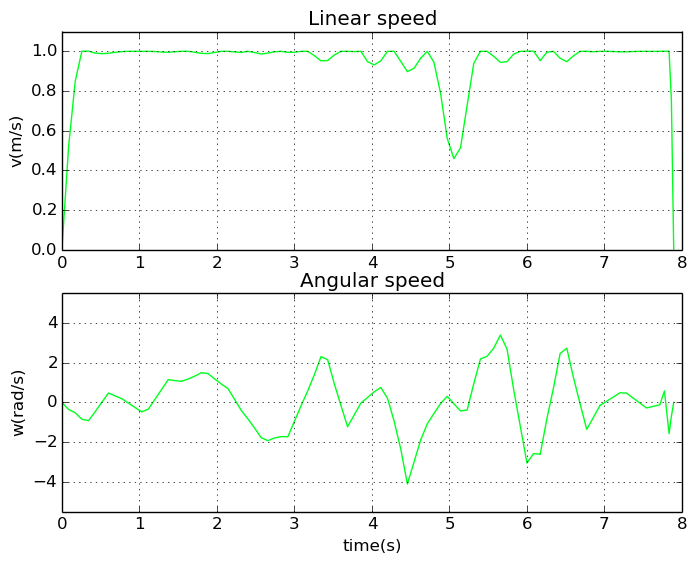 Linear speed
v(m/s)
1.0
0.8
0.6
0.4
0.2
0.0
0 1 2 3 4 5 6 7 8
Angular speed
w(rad/s)
4
2
0
−2
−4
0 1 2 3 4 5 6 7 8
time(s)